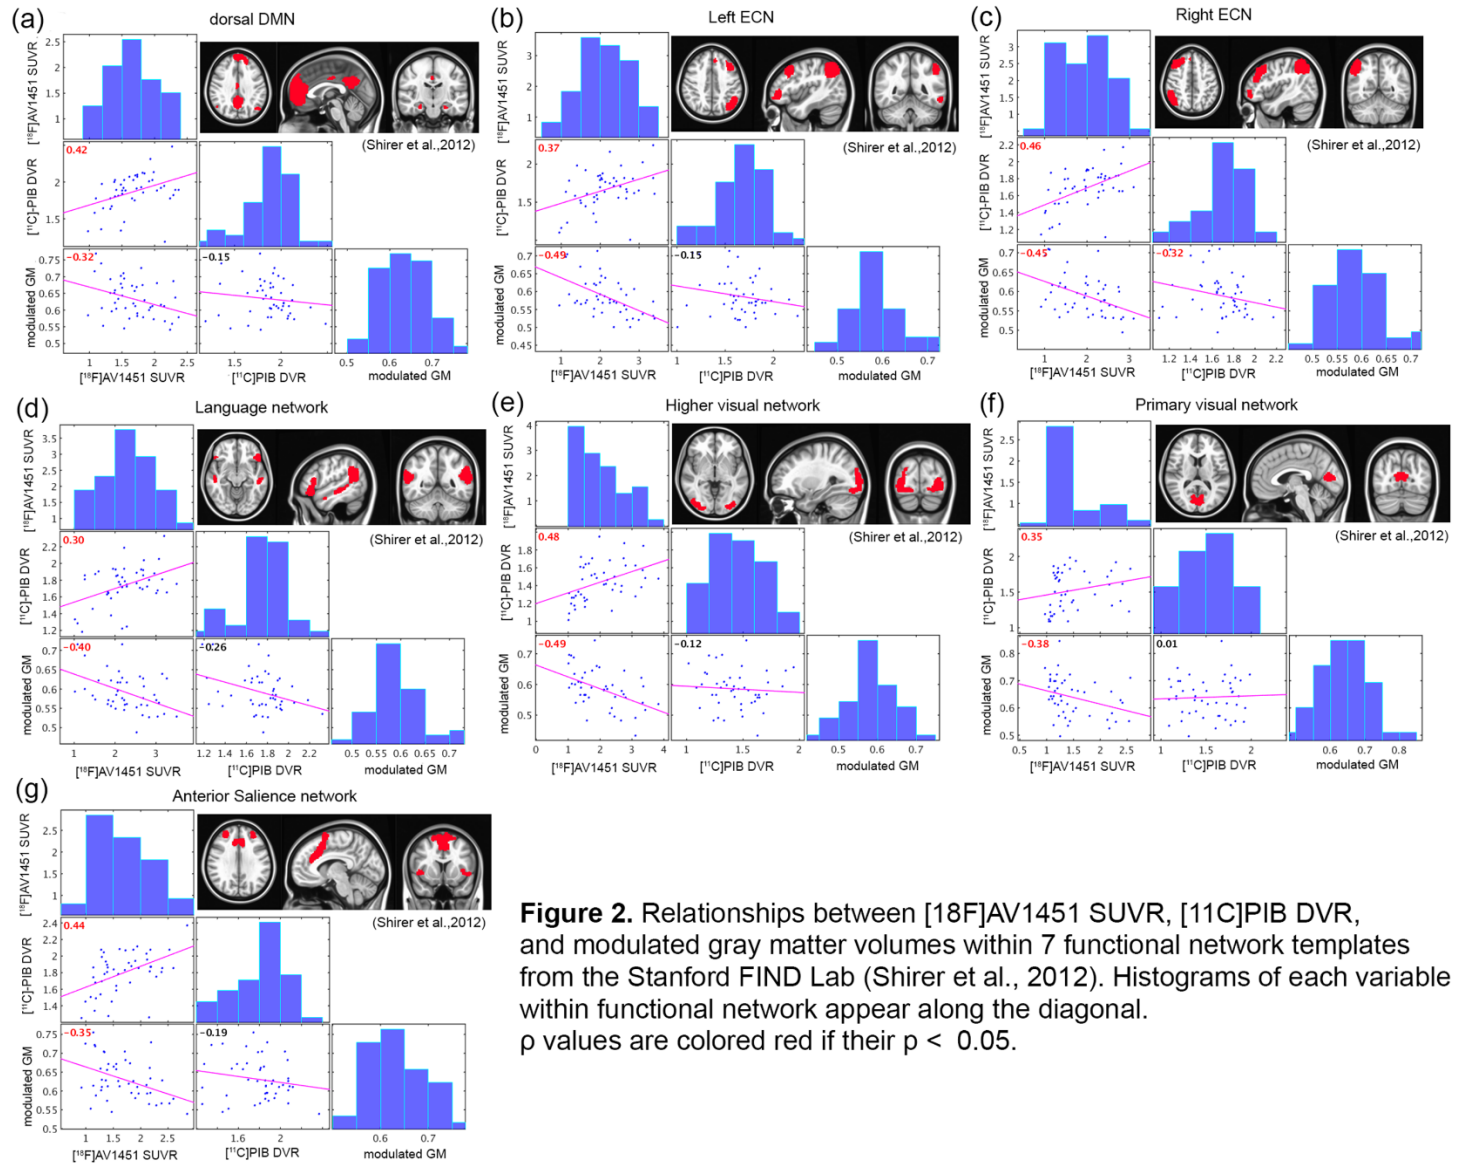 (a)
dorsal DMN
[¹⁸F]AV1451 SUVR
2.5
2
1.5
1
(Shirer et al.,2012)
[¹¹C]-PIB DVR
2
1.5
0.42
modulated GM
0.75
0.7
0.65
0.6
0.55
0.5
-0.32
-0.15
1 1.5 2 2.5
1.5 2
0.5 0.6 0.7
[¹⁸F]AV1451 SUVR
[¹¹C]PIB DVR
modulated GM
(b)
Left ECN
[¹⁸F]AV1451 SUVR
3
2
1
(Shirer et al.,2012)
[¹¹C]-PIB DVR
2
1.5
1
0.37
modulated GM
0.7
0.65
0.6
0.55
0.5
0.45
-0.49
-0.15
1 2 3
1 1.5 2
0.5 0.6 0.7
[¹⁸F]AV1451 SUVR
[¹¹C]PIB DVR
modulated GM
(c)
Right ECN
[¹⁸F]AV1451 SUVR
3
2
1
(Shirer et al.,2012)
[¹¹C]-PIB DVR
2.2
2
1.8
1.6
1.4
1.2
0.46
modulated GM
0.7
0.65
0.6
0.55
0.5
-0.45
-0.32
1 2 3
1.2 1.4 1.6 1.8 2 2.2
0.5 0.55 0.6 0.65 0.7
[¹⁸F]AV1451 SUVR
[¹¹C]PIB DVR
modulated GM
(d)
Language network
[¹⁸F]AV1451 SUVR
3.5
3
2.5
2
1.5
1
(Shirer et al.,2012)
[¹¹C]-PIB DVR
2.2
2
1.8
1.6
1.4
1.2
0.30
modulated GM
0.7
0.65
0.6
0.55
0.5
-0.40
-0.26
1 2 3
1.2 1.4 1.6 1.8 2 2.2
0.5 0.55 0.6 0.65 0.7
[¹⁸F]AV1451 SUVR
[¹¹C]PIB DVR
modulated GM
(e)
Higher visual network
[¹⁸F]AV1451 SUVR
4
3
2
1
(Shirer et al.,2012)
[¹¹C]-PIB DVR
1.8
1.6
1.4
1.2
1
0.48
modulated GM
0.7
0.6
0.5
-0.49
-0.12
0 1 2 3 4
1 1.5 2
0.5 0.6 0.7
[¹⁸F]AV1451 SUVR
[¹¹C]PIB DVR
modulated GM
(f)
Primary visual network
[¹⁸F]AV1451 SUVR
2.5
2
1.5
1
(Shirer et al.,2012)
[¹¹C]-PIB DVR
2
1.5
1
0.35
modulated GM
0.8
0.7
0.6
0.5
-0.38
0.01
0.5 1 1.5 2 2.5
1 1.5 2
0.6 0.7 0.8
[¹⁸F]AV1451 SUVR
[¹¹C]PIB DVR
modulated GM
(g)
Anterior Salience network
[¹⁸F]AV1451 SUVR
2.5
2
1.5
1
(Shirer et al.,2012)
[¹¹C]-PIB DVR
2.4
2.2
2
1.8
1.6
1.4
1.2
0.44
modulated GM
0.75
0.7
0.65
0.6
0.55
0.5
-0.35
-0.19
1 1.5 2 2.5
1.6 2
0.6 0.7
[¹⁸F]AV1451 SUVR
[¹¹C]PIB DVR
modulated GM
Figure 2. Relationships between [18F]AV1451 SUVR, [11C]PIB DVR,
and modulated gray matter volumes within 7 functional network templates
from the Stanford FIND Lab (Shirer et al., 2012). Histograms of each variable
within functional network appear along the diagonal.
ρ values are colored red if their p < 0.05.